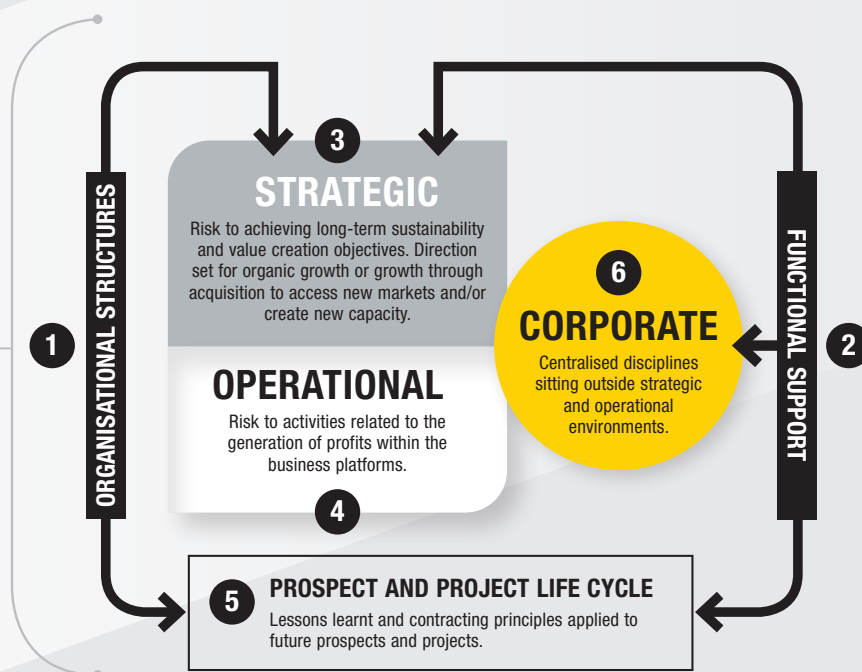 1
ORGANISATIONAL STRUCTURES
3
STRATEGIC
Risk to achieving long-term sustainability
and value creation objectives. Direction
set for organic growth or growth through
acquisition to access new markets and/or
create new capacity.
OPERATIONAL
Risk to activities related to the
generation of profits within the
business platforms.
4
6
CORPORATE
Centralised disciplines
sitting outside strategic
and operational
environments.
FUNCTIONAL SUPPORT
2
5
PROSPECT AND PROJECT LIFE CYCLE
Lessons learnt and contracting principles applied to
future prospects and projects.